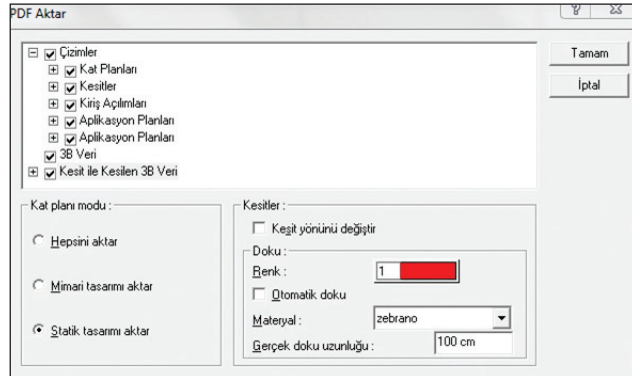 PDF Aktar
Çizimler
Kat Planları
Kesitler
Kiriş Açılımları
Aplikasyon Planları
Aplikasyon Planları
3B Veri
Kesit ile Kesilen 3B Veri
Tamam
İptal
Kat planı modu :
Hepsini aktar
Mimari tasarımı aktar
Statik tasarımı aktar
Kesitler :
Keşit yönünü değiştir
Doku :
Renk : 1
Otomatik doku
Materyal : zebrano
Gerçek doku uzunluğu : 100 cm